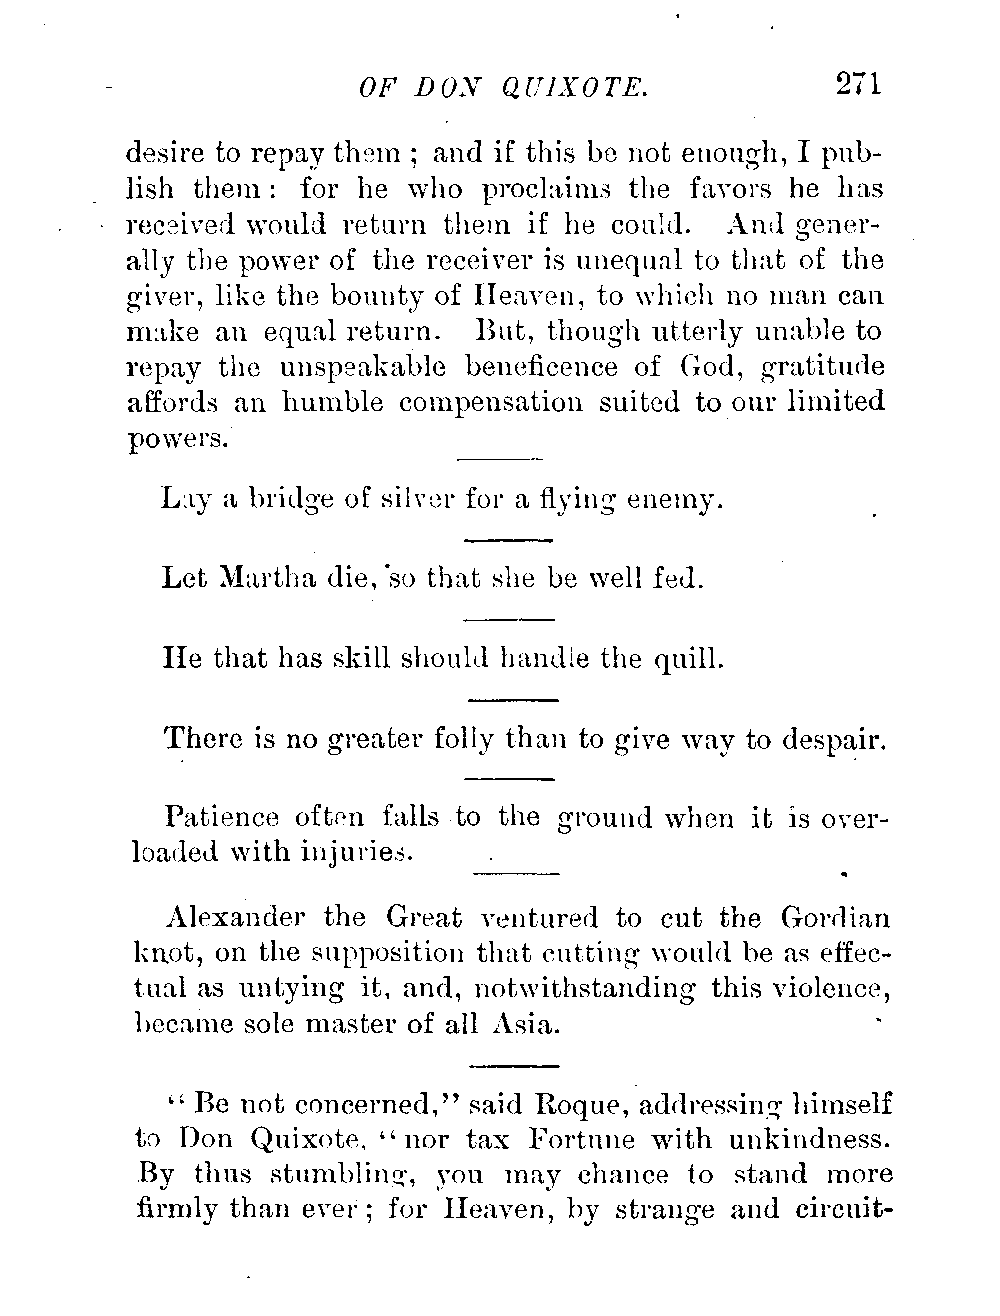 OF DON QUIXOTE. 271
desire to repay them ; and if this be not enough, I pub-
lish them : for he who proclaims the favors he has
received would return them if he could. And gener-
ally the power of the receiver is unequal to that of the
giver, like the bounty of Heaven, to which no man can
make an equal return. But, though utterly unable to
repay the unspeakable beneficence of God, gratitude
affords an humble compensation suited to our limited
powers.
Lay a bridge of silver for a flying enemy.
Let Martha die, so that she be well fed.
He that has skill should handle the quill.
There is no greater folly than to give way to despair.
Patience often falls to the ground when it is over-
loaded with injuries.
Alexander the Great ventured to cut the Gordian
knot, on the supposition that cutting would be as effec-
tual as untying it, and, notwithstanding this violence,
became sole master of all Asia.
“ Be not concerned,” said Roque, addressing himself
to Don Quixote, “ nor tax Fortune with unkindness.
By thus stumbling, you may chance to stand more
firmly than ever ; for Heaven, by strange and circuit-